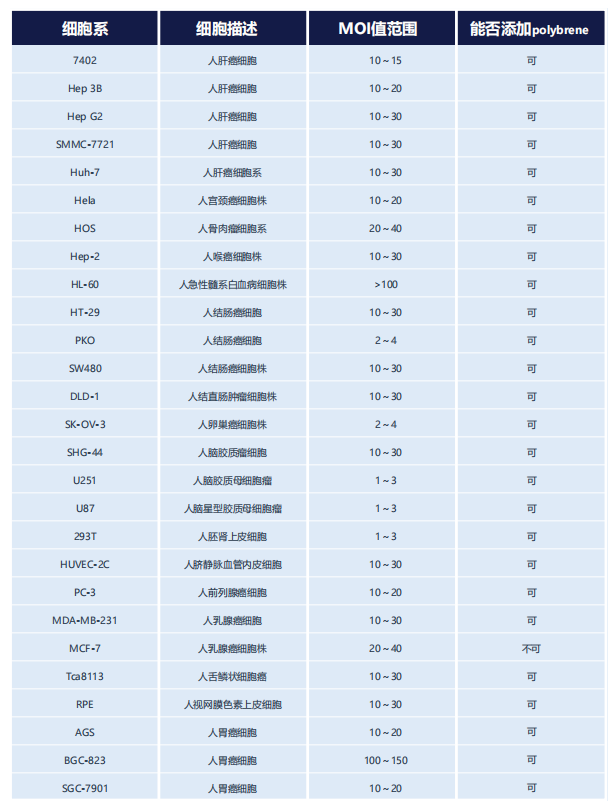 细胞系 细胞描述 MOI值范围 能否添加polybrene
7402 人肝癌细胞 10~15 可
Hep 3B 人肝癌细胞 10~20 可
Hep G2 人肝癌细胞 10~30 可
SMMC-7721 人肝癌细胞 10~30 可
Huh-7 人肝癌细胞系 10~30 可
Hela 人宫颈癌细胞株 10~20 可
HOS 人骨肉瘤细胞系 20~40 可
Hep-2 人喉癌细胞株 10~30 可
HL-60 人急性髓系白血病细胞株 >100 可
HT-29 人结肠癌细胞 10~30 可
PKO 人结肠癌细胞 2~4 可
SW480 人结肠癌细胞株 10~30 可
DLD-1 人结直肠肿瘤细胞株 10~30 可
SK-OV-3 人卵巢癌细胞株 2~4 可
SHG-44 人脑胶质瘤细胞 10~30 可
U251 人脑胶质母细胞瘤 1~3 可
U87 人脑星型胶质母细胞瘤 1~3 可
293T 人胚肾上皮细胞 1~3 可
HUVEC-2C 人脐静脉血管内皮细胞 10~30 可
PC-3 人前列腺癌细胞 10~20 可
MDA-MB-231 人乳腺癌细胞 10~30 可
MCF-7 人乳腺癌细胞株 20~40 不可
Tca8113 人舌鳞状细胞癌 10~30 可
RPE 人视网膜色素上皮细胞 10~30 可
AGS 人胃癌细胞 10~20 可
BGC-823 人胃癌细胞 100~150 可
SGC-7901 人胃癌细胞 10~20 可